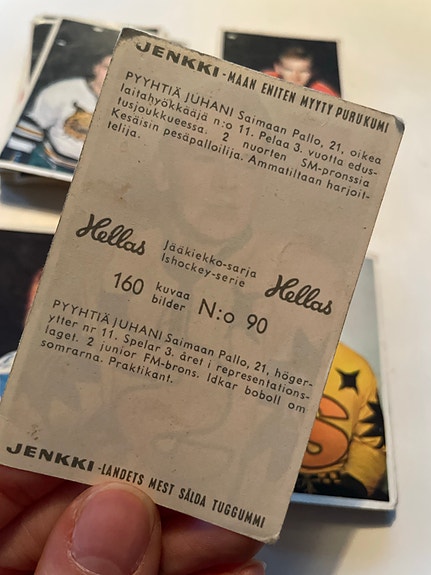 JENKKI-MAAN ENITEN MYYTY PURUKUMI
PYYHTIÄ JUHANI Saimaan Pallo, 21, oikea
laitahyökkääjä n:o 11. Pelaa 3. vuotta edus-
tusjoukkueessa. 2 nuorten SM-pronssia
Kesäisin pesäpalloilija. Ammatiltaan harjoit-
telija.
Hellas
Jääkiekko-sarja
Ishockey-serie
Hellas
160 kuvaa
bilder
N:o 90
PYYHTIÄ JUHANI Saimaan Pallo, 21, höger-
ytter nr 11. Spelar 3. året i representations-
laget. 2 junior FM-brons. Idkar boboll om
somrarna. Praktikant.
JENKKI-LANDETS MEST SÅLDA TUGGUMMI